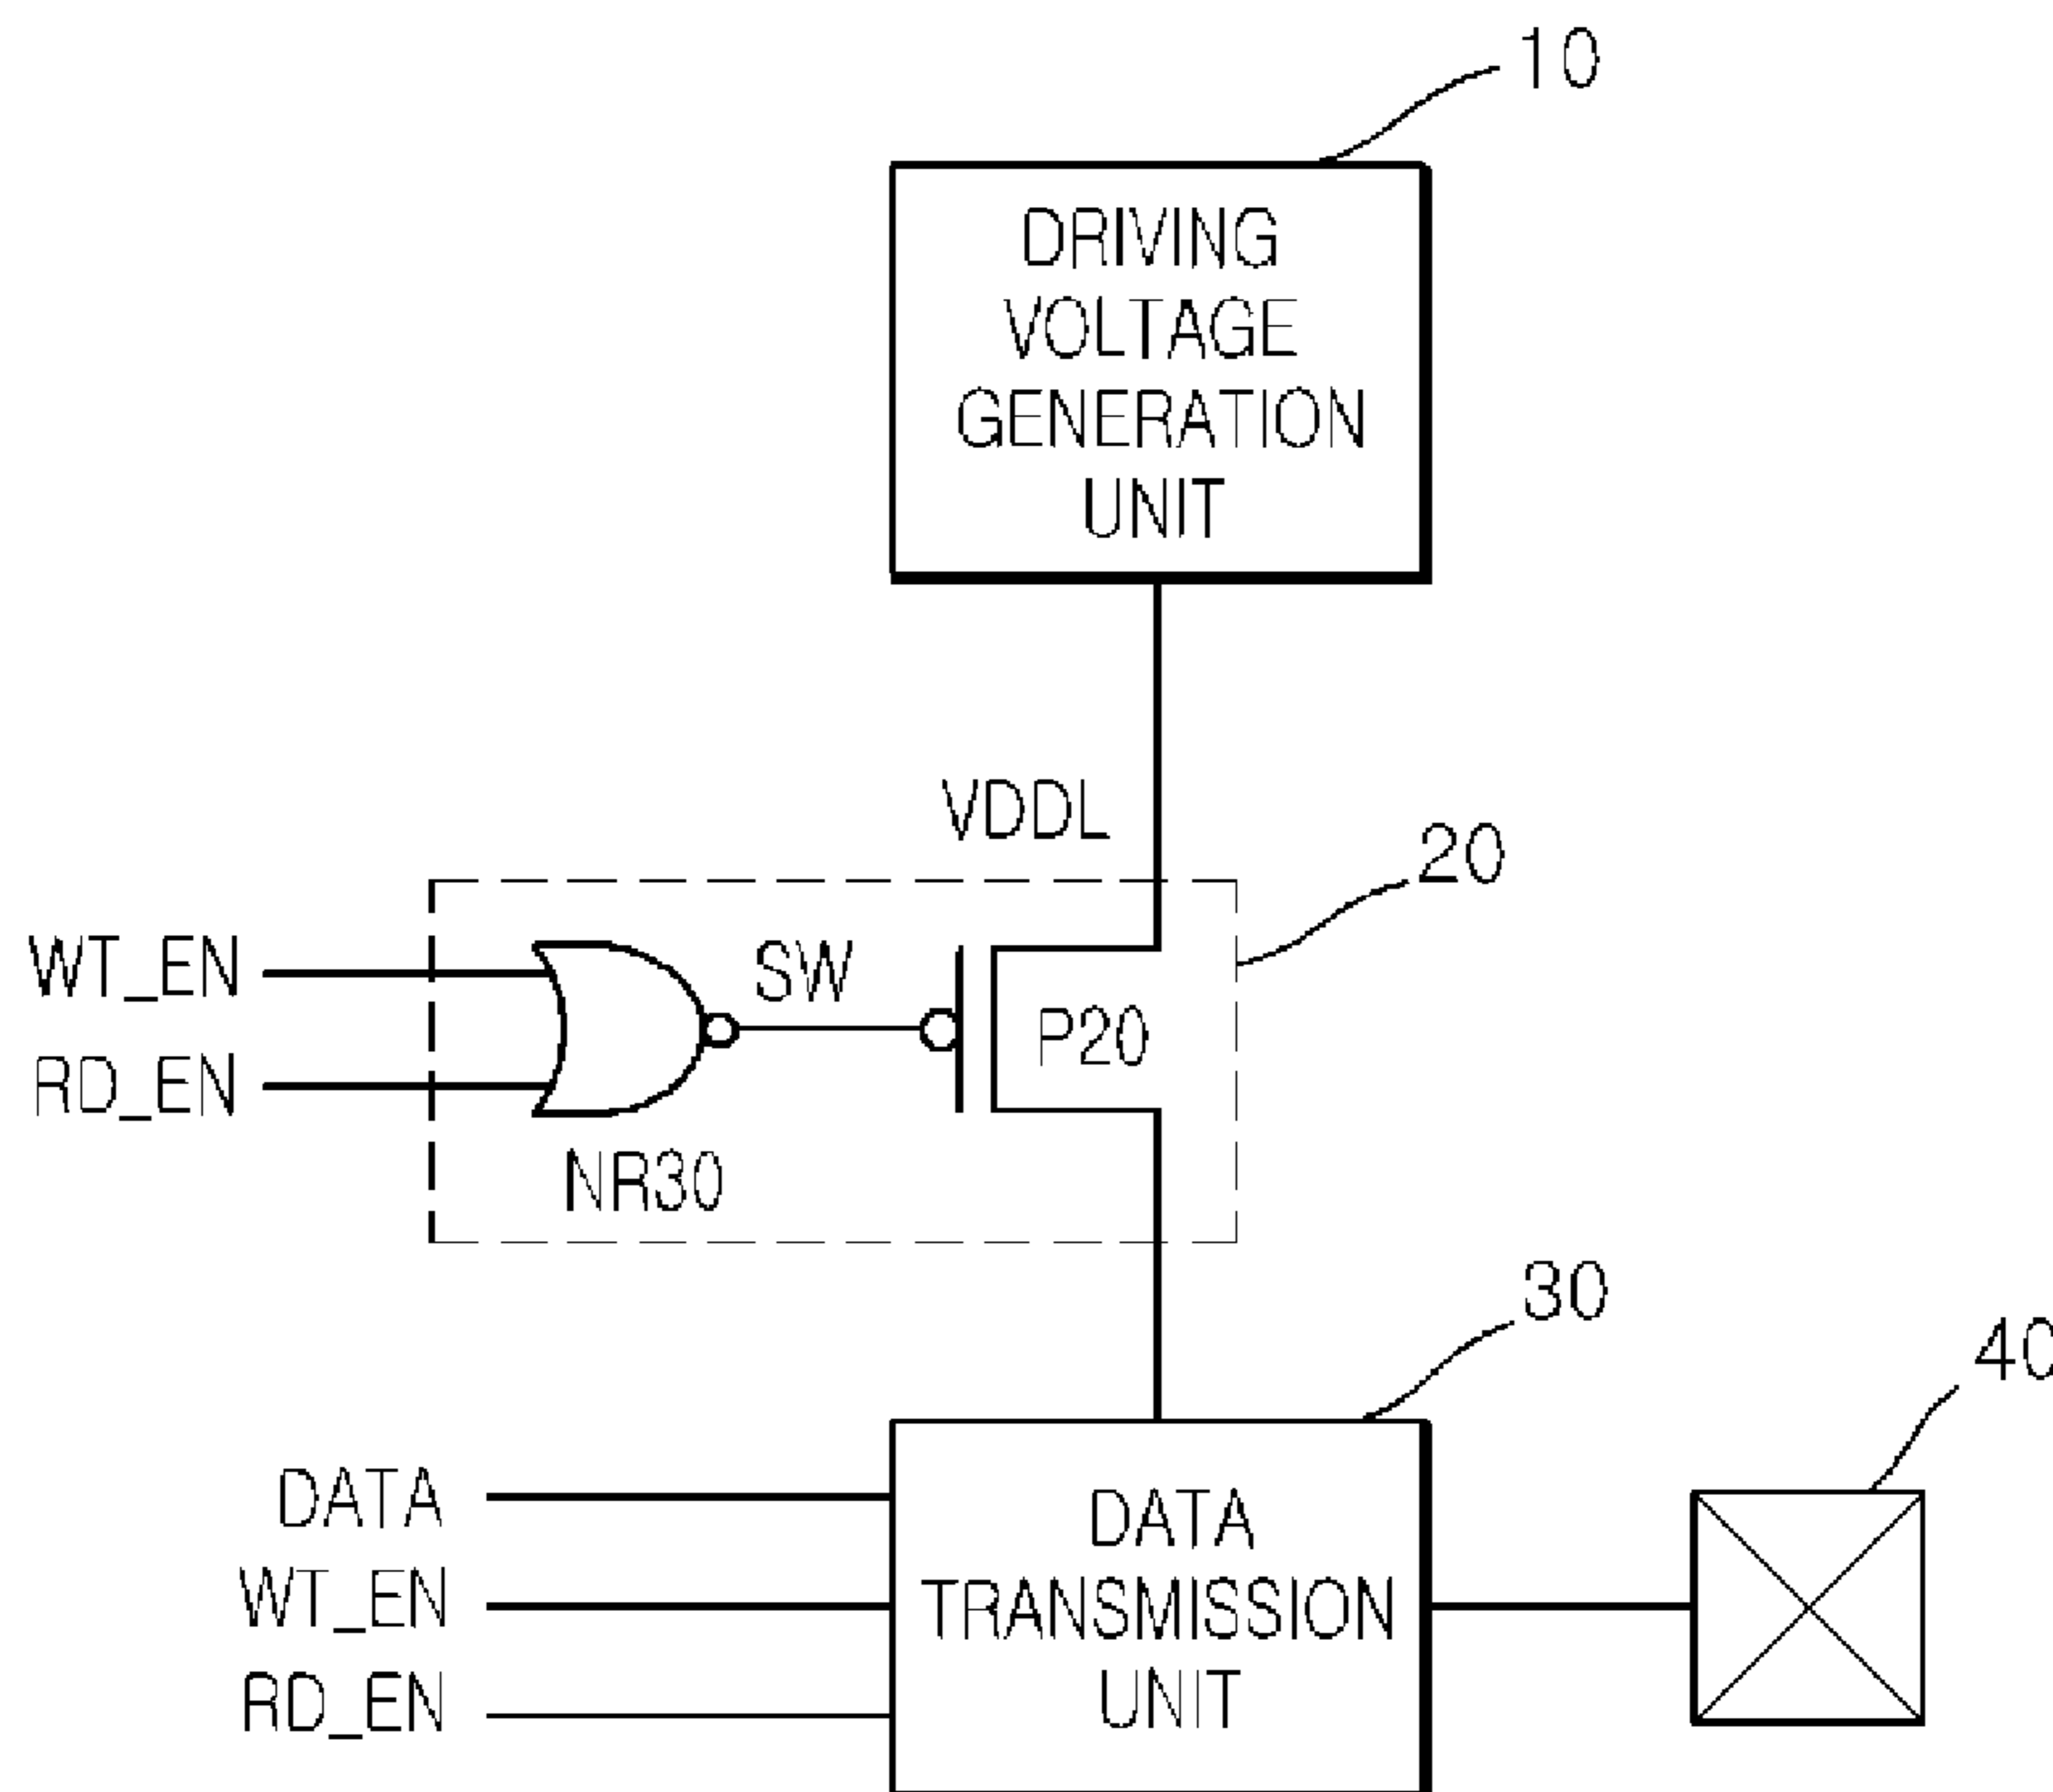 10
DRIVING
VOLTAGE
GENERATION
UNIT
VDDL
20
WT_EN
SW
P20
RD_EN
NR30
30
40
DATA
WT_EN
RD_EN
DATA
TRANSMISSION
UNIT